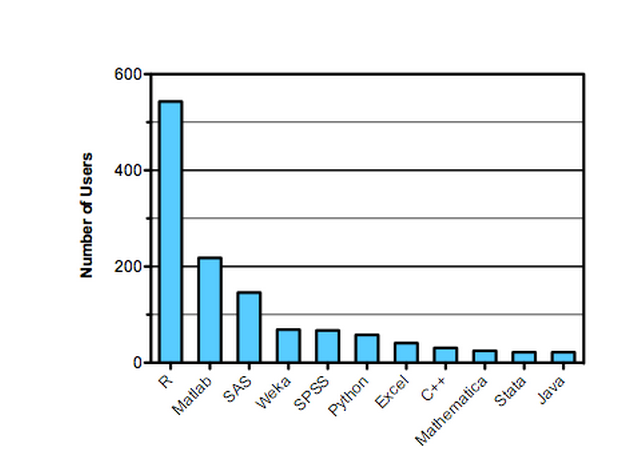 600
400
200
0
Number of Users
R
Matlab
SAS
Weka
SPSS
Python
Excel
C++
Mathematica
Stata
Java